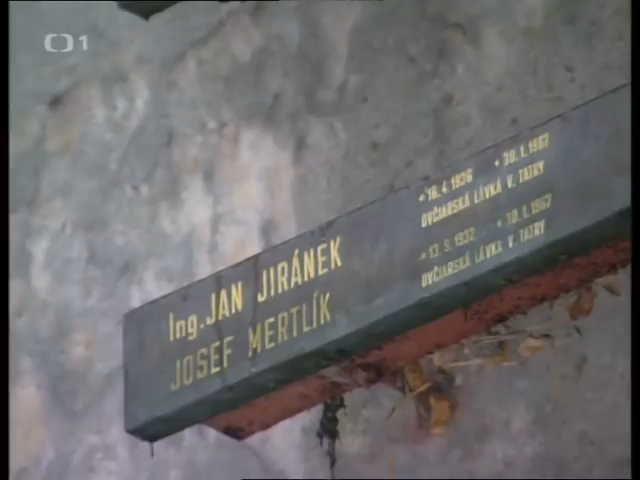 1
Ing. JAN JIRÁNEK
* 16.4.1936 + 30.1.1967
OVČIARSKÁ LÁVKA V. TATRY
JOSEF MERTLÍK
* 13.9.1932 + 30.1.1967
OVČIARSKÁ LÁVKA V. TATRY